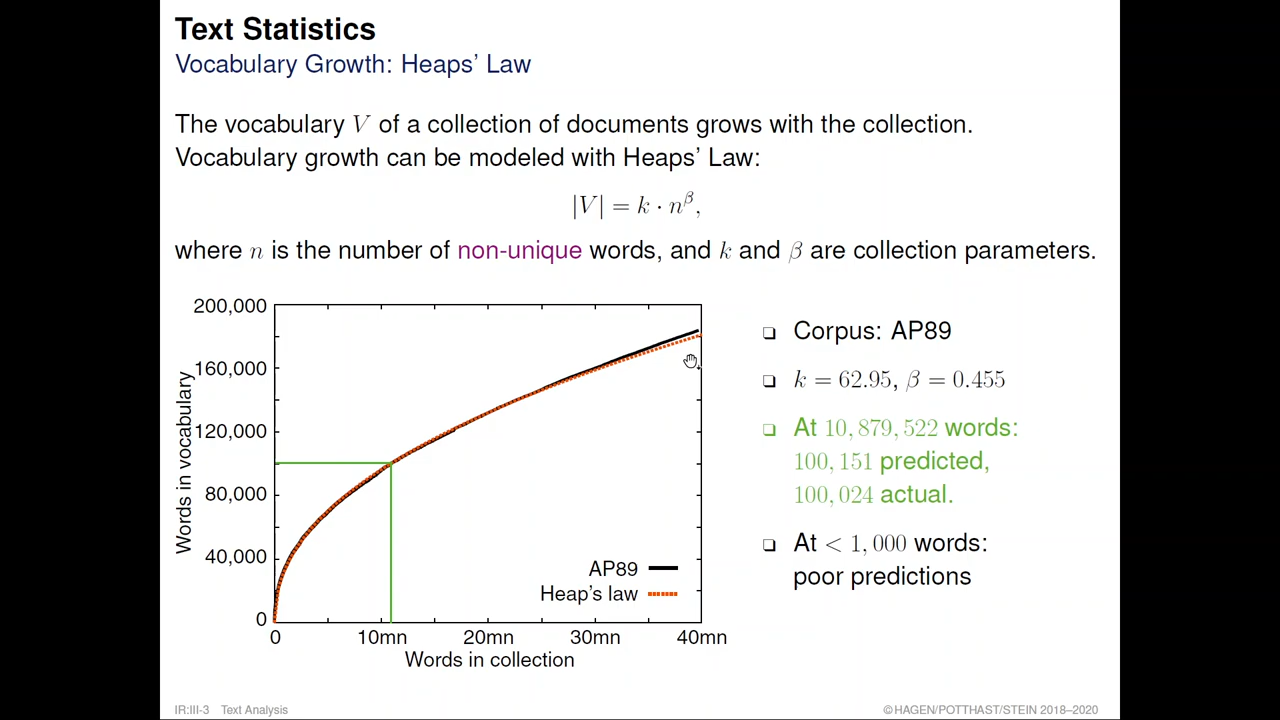 Text Statistics
Vocabulary Growth: Heaps’ Law
The vocabulary V of a collection of documents grows with the collection.
Vocabulary growth can be modeled with Heaps’ Law:
|V| = k · n^β,
where n is the number of non-unique words, and k and β are collection parameters.
200,000
160,000
120,000
80,000
40,000
0
Words in vocabulary
AP89
Heap's law
0 10mn 20mn 30mn 40mn
Words in collection
❑ Corpus: AP89
❑ k = 62.95, β = 0.455
❑ At 10,879,522 words:
100,151 predicted,
100,024 actual.
❑ At < 1,000 words:
poor predictions
IR:III-3 Text Analysis
©HAGEN/POTTHAST/STEIN 2018–2020